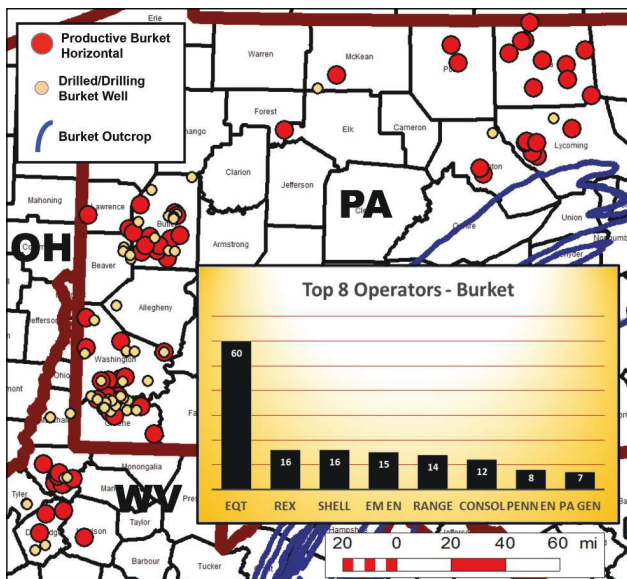 Productive Burket
Horizontal
Drilled/Drilling
Burket Well
Burket Outcrop
Erie
Warren
McKean
Forest
Elk
Cameron
Lycoming
Clarion
Jefferson
Mahoning
Lawrence
PA
Union
OH
Armstrong
Beaver
Allegheny
Washington
Ohio
Greene
Monongalia
Tyler
WV
Taylor
Barbour
Tucker
Top 8 Operators - Burket
60
16
16
15
14
12
8
7
EQT
REX
SHELL
EM EN
RANGE
CONSOL
PENN EN
PA GEN
20 0 20 40 60
mi